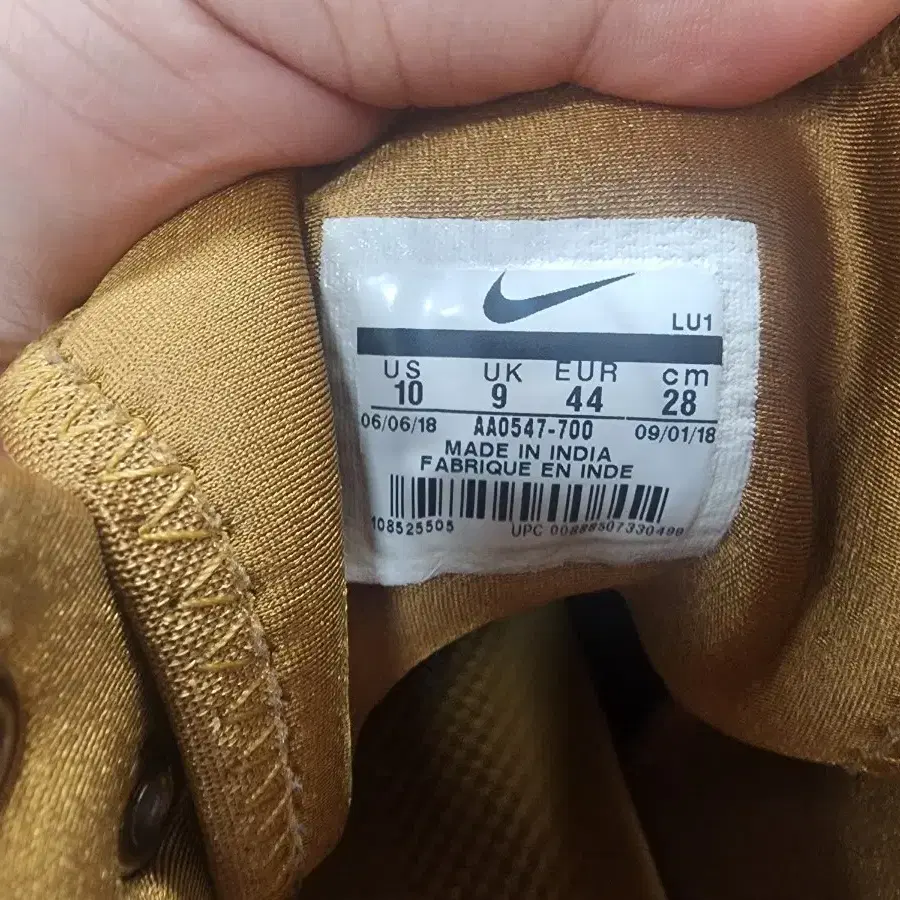 LU1
US UK EUR cm
10 9 44 28
06/06/18 AA0547-700 09/01/18
MADE IN INDIA
FABRIQUE EN INDE
108525505 UPC 00888507330499